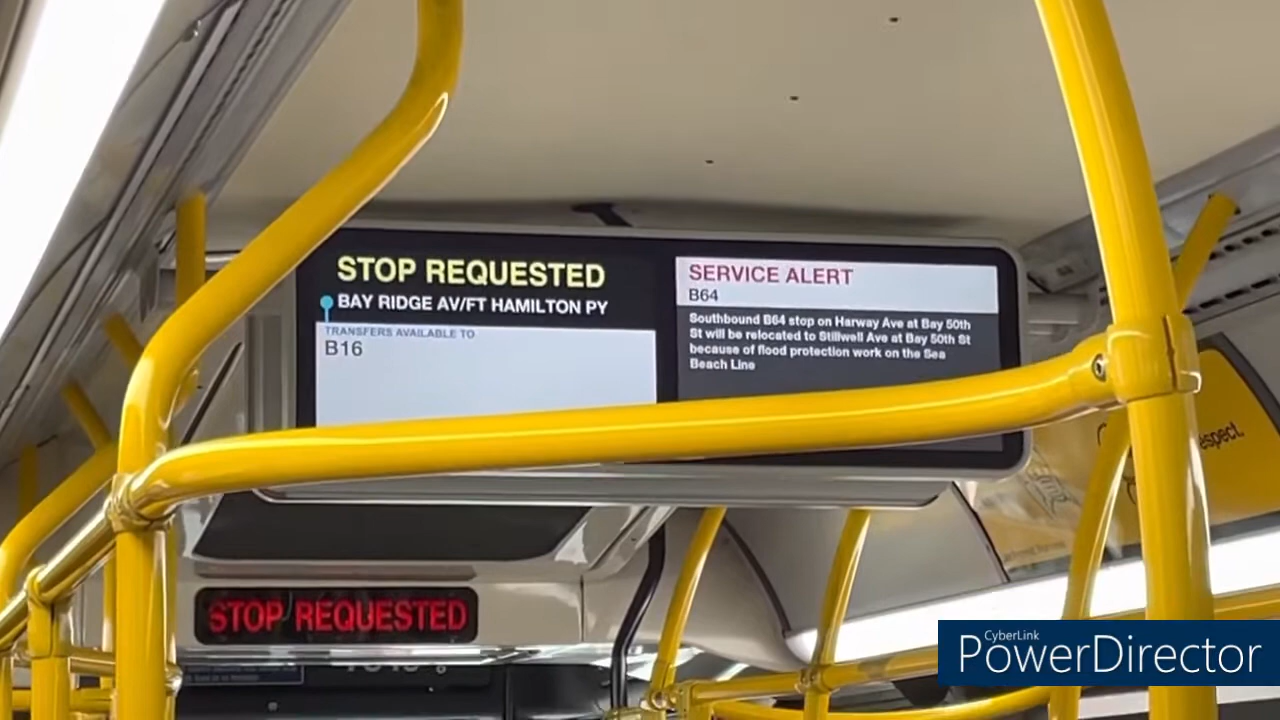 STOP REQUESTED
BAY RIDGE AV/FT HAMILTON PY
TRANSFERS AVAILABLE TO
B16
SERVICE ALERT
B64
Southbound B64 stop on Harway Ave at Bay 50th
St will be relocated to Stillwell Ave at Bay 50th St
because of flood protection work on the Sea
Beach Line
espect.
STOP REQUESTED
CyberLink
PowerDirector